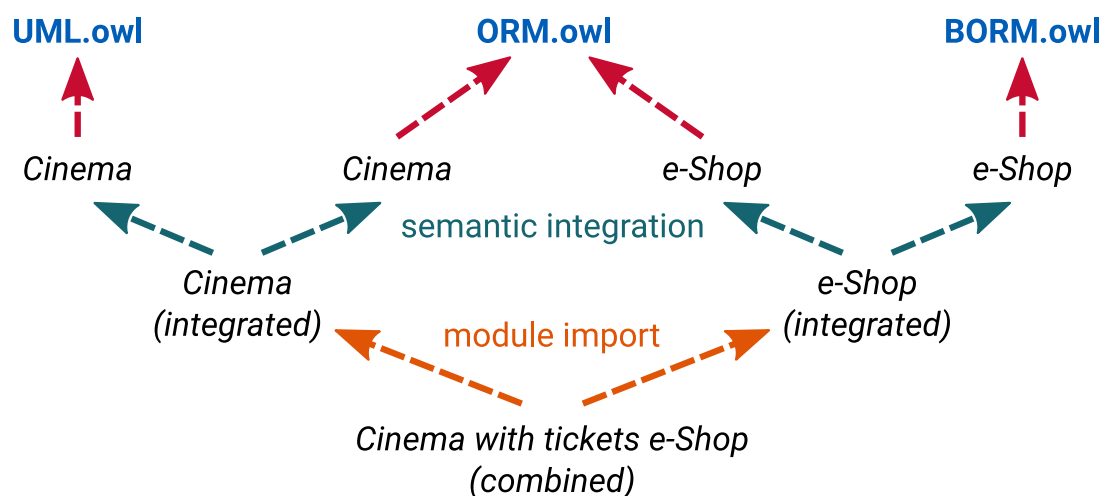 UML.owl
ORM.owl
BORM.owl
Cinema
Cinema
e-Shop
e-Shop
semantic integration
Cinema
(integrated)
e-Shop
(integrated)
module import
Cinema with tickets e-Shop
(combined)